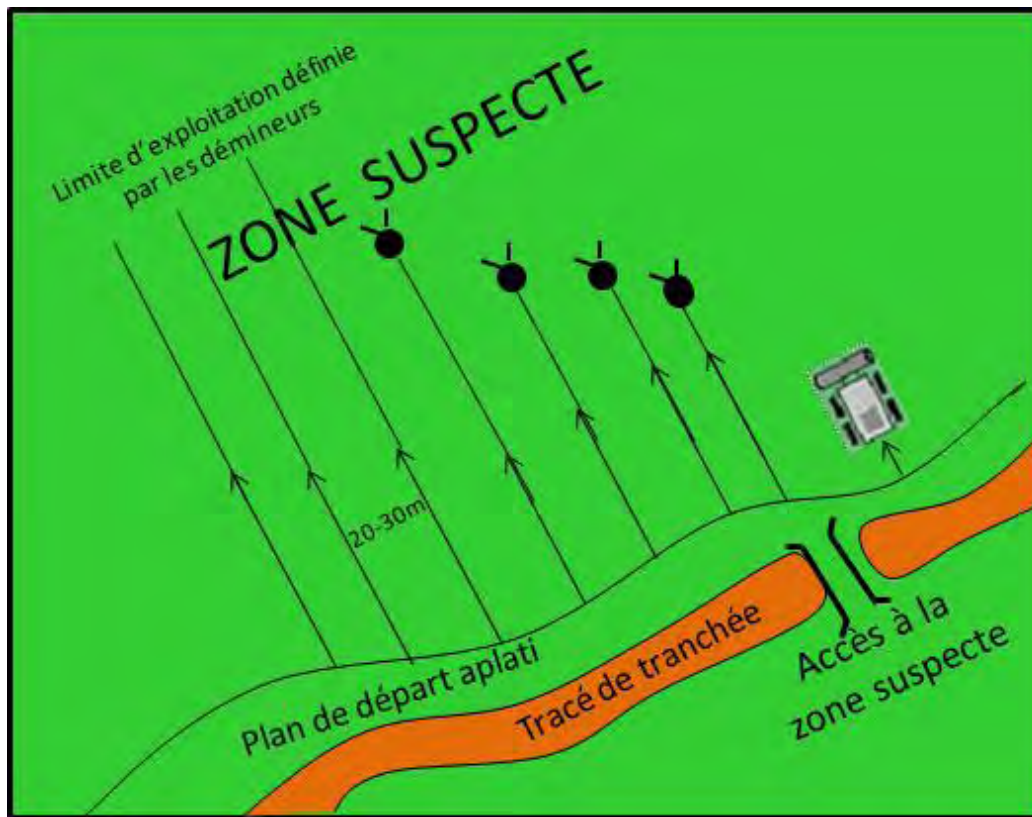 Limite d'exploitation définie
par les démineurs
ZONE SUSPECTE
20-30m
Plan de départ aplati
Tracé de tranchée
Accès à la
zone suspecte